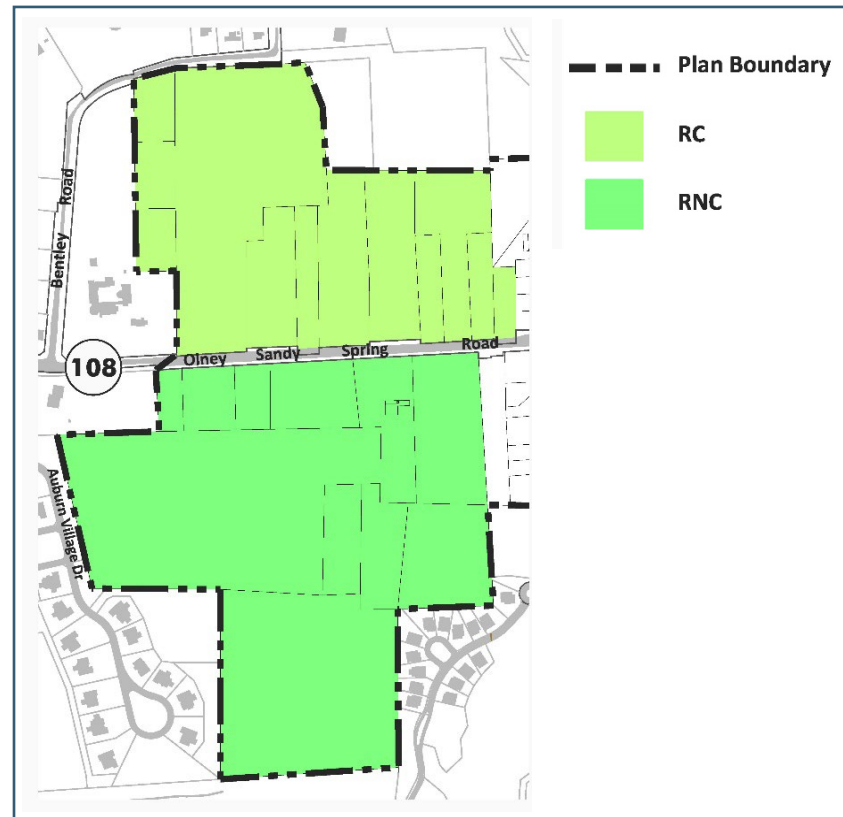 Plan Boundary
RC
RNC
Bentley Road
108
Olney Sandy Spring Road
Auburn Village Dr